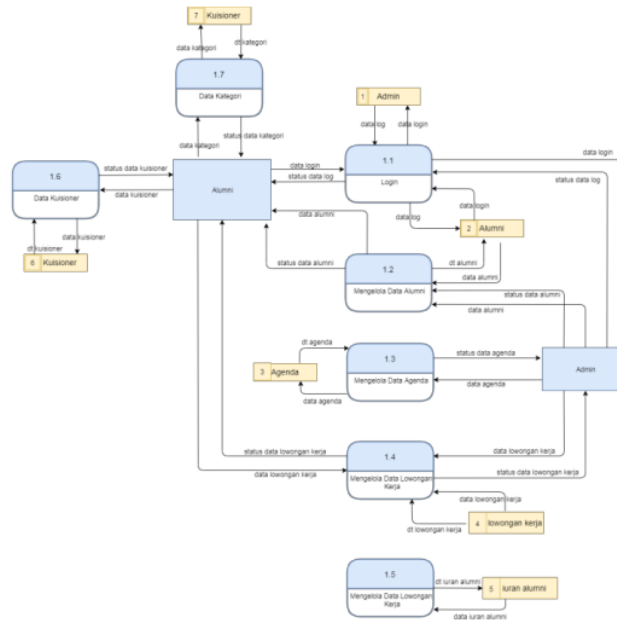 7 Kuisioner
data kategori
dt kategori
1.7
Data Kategori
data kategori
status data kategori
1 Admin
data log
data login
1.6
Data Kuisioner
status data kuisioner
data kuisioner
dt kuisioner
data kuisioner
6 Kuisioner
Alumni
data login
status data log
1.1
Login
data login
status data log
data log
data login
2 Alumni
data alumni
status data alumni
1.2
Mengelola Data Alumni
dt alumni
data alumni
status data alumni
data alumni
dt agenda
3 Agenda
data agenda
1.3
Mengelola Data Agenda
status data agenda
data agenda
Admin
status data lowongan kerja
data lowongan kerja
1.4
Mengelola Data Lowongan
Kerja
data lowongan kerja
status data lowongan kerja
data lowongan kerja
dt lowongan kerja
4 lowongan kerja
1.5
Mengelola Data Lowongan
Kerja
dt iuran alumni
5 iuran alumni
data iuran alumni